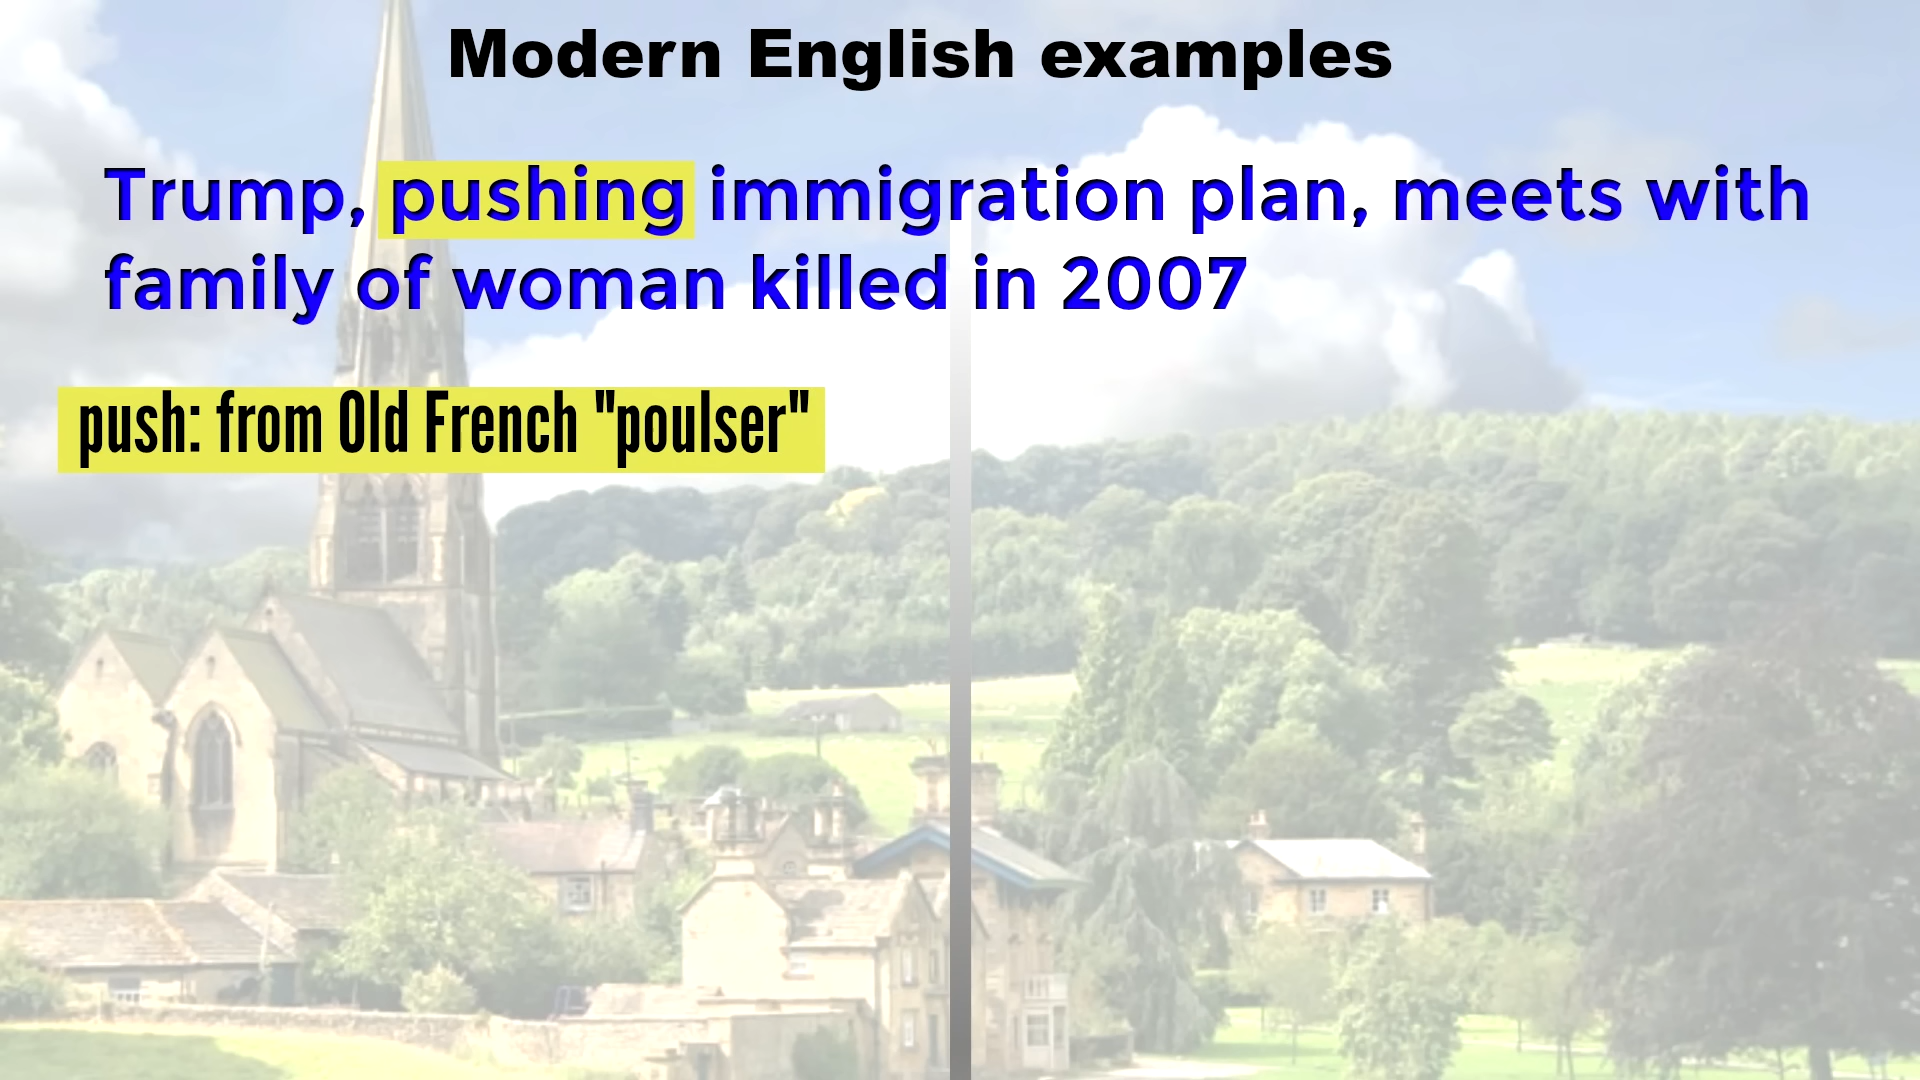 Modern English examples
Trump, pushing immigration plan, meets with
family of woman killed in 2007
push: from Old French "poulser"